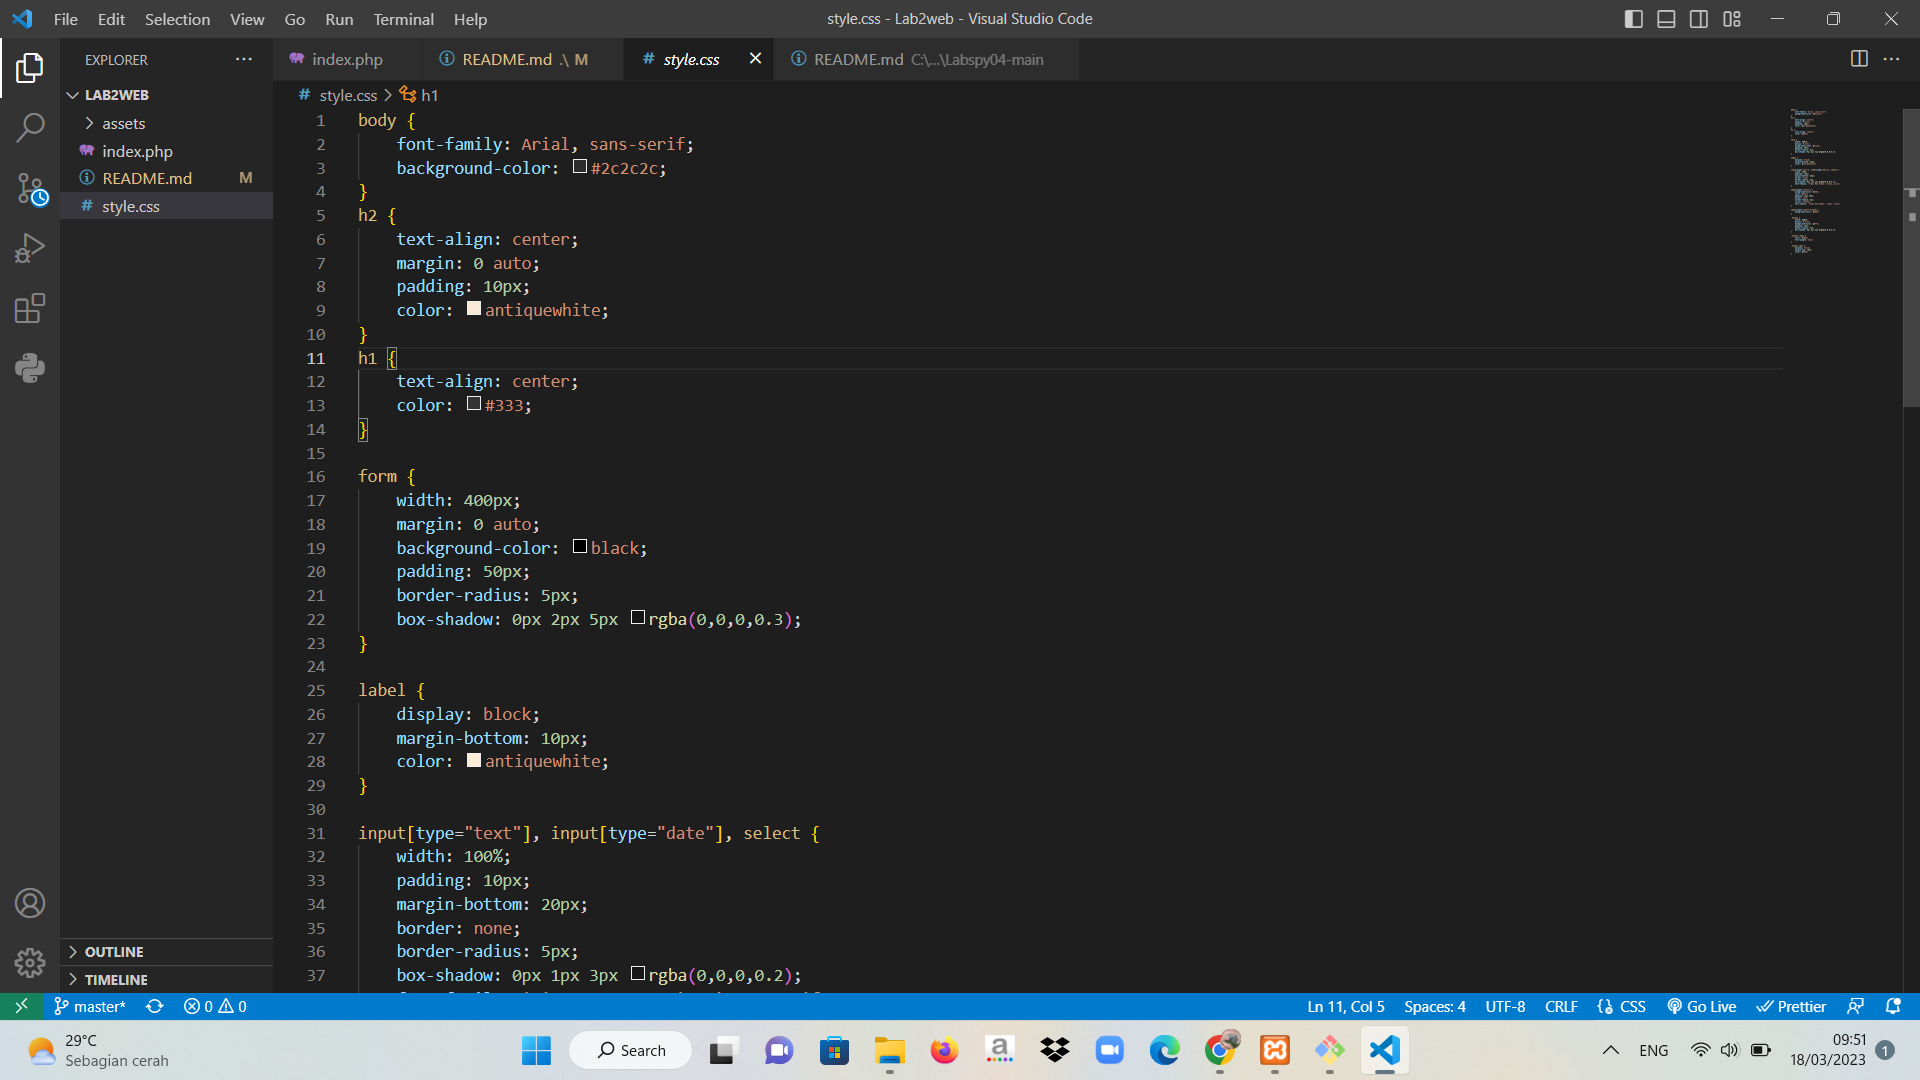 File Edit Selection View Go Run Terminal Help
style.css - Lab2web - Visual Studio Code
EXPLORER
LAB2WEB
assets
index.php
README.md M
style.css
OUTLINE
TIMELINE
index.php
README.md .\ M
# style.css
README.md C:\...\Labspy04-main
# style.css > h1
1 body {
2 font-family: Arial, sans-serif;
3 background-color: #2c2c2c;
4 }
5 h2 {
6 text-align: center;
7 margin: 0 auto;
8 padding: 10px;
9 color: antiquewhite;
10 }
11 h1 {
12 text-align: center;
13 color: #333;
14 }
15
16 form {
17 width: 400px;
18 margin: 0 auto;
19 background-color: black;
20 padding: 50px;
21 border-radius: 5px;
22 box-shadow: 0px 2px 5px rgba(0,0,0,0.3);
23 }
24
25 label {
26 display: block;
27 margin-bottom: 10px;
28 color: antiquewhite;
29 }
30
31 input[type="text"], input[type="date"], select {
32 width: 100%;
33 padding: 10px;
34 margin-bottom: 20px;
35 border: none;
36 border-radius: 5px;
37 box-shadow: 0px 1px 3px rgba(0,0,0,0.2);
master* 0 0
Ln 11, Col 5 Spaces: 4 UTF-8 CRLF CSS Go Live Prettier
29°C
Sebagian cerah
Search
ENG
09:51
18/03/2023
1